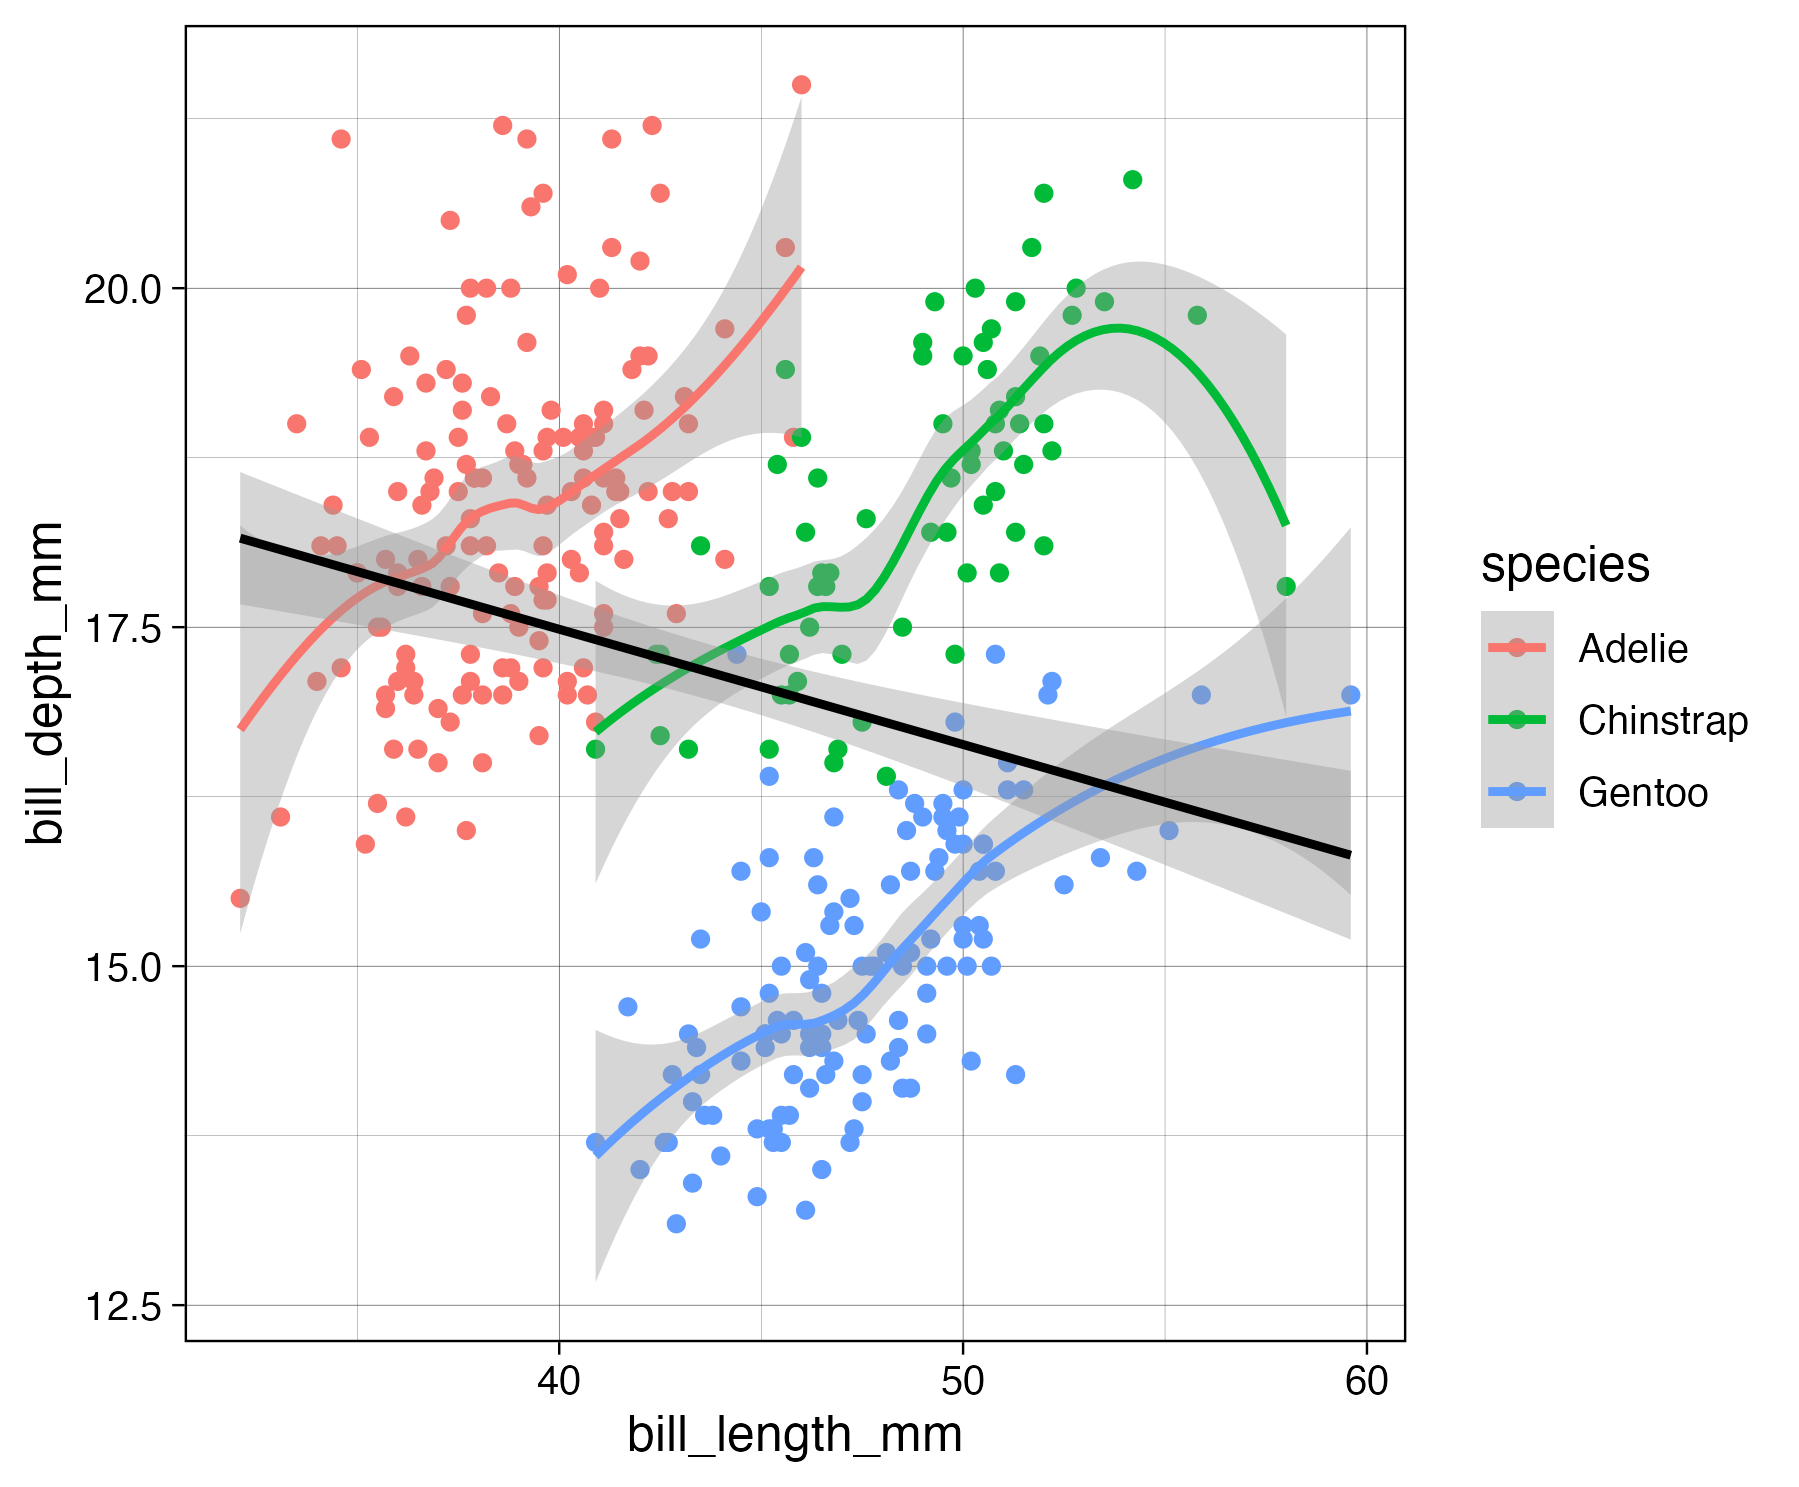 20.0
17.5
15.0
12.5
bill_depth_mm
40 50 60
bill_length_mm
species
Adelie
Chinstrap
Gentoo